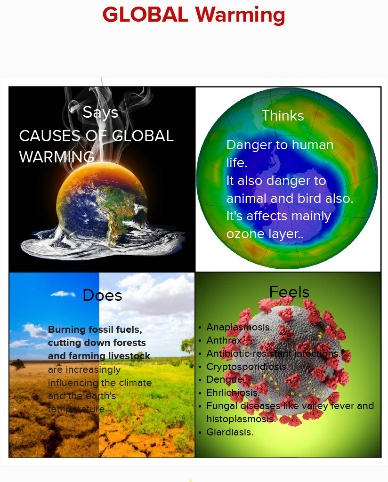 GLOBAL Warming
Says
CAUSES OF GLOBAL
WARMING
Thinks
Danger to human
life.
It also danger to
animal and bird also.
It's affects mainly
ozone layer..
Does
Burning fossil fuels,
cutting down forests
and farming livestock
are increasingly
influencing the climate
and the earth's
temperature.
Feels
• Anaplasmosis.
• Anthrax.
• Antibiotic-resistant infections.
• Cryptosporidiosis.
• Dengue.
• Ehrlichiosis.
• Fungal diseases like valley fever and
histoplasmosis.
• Giardiasis.